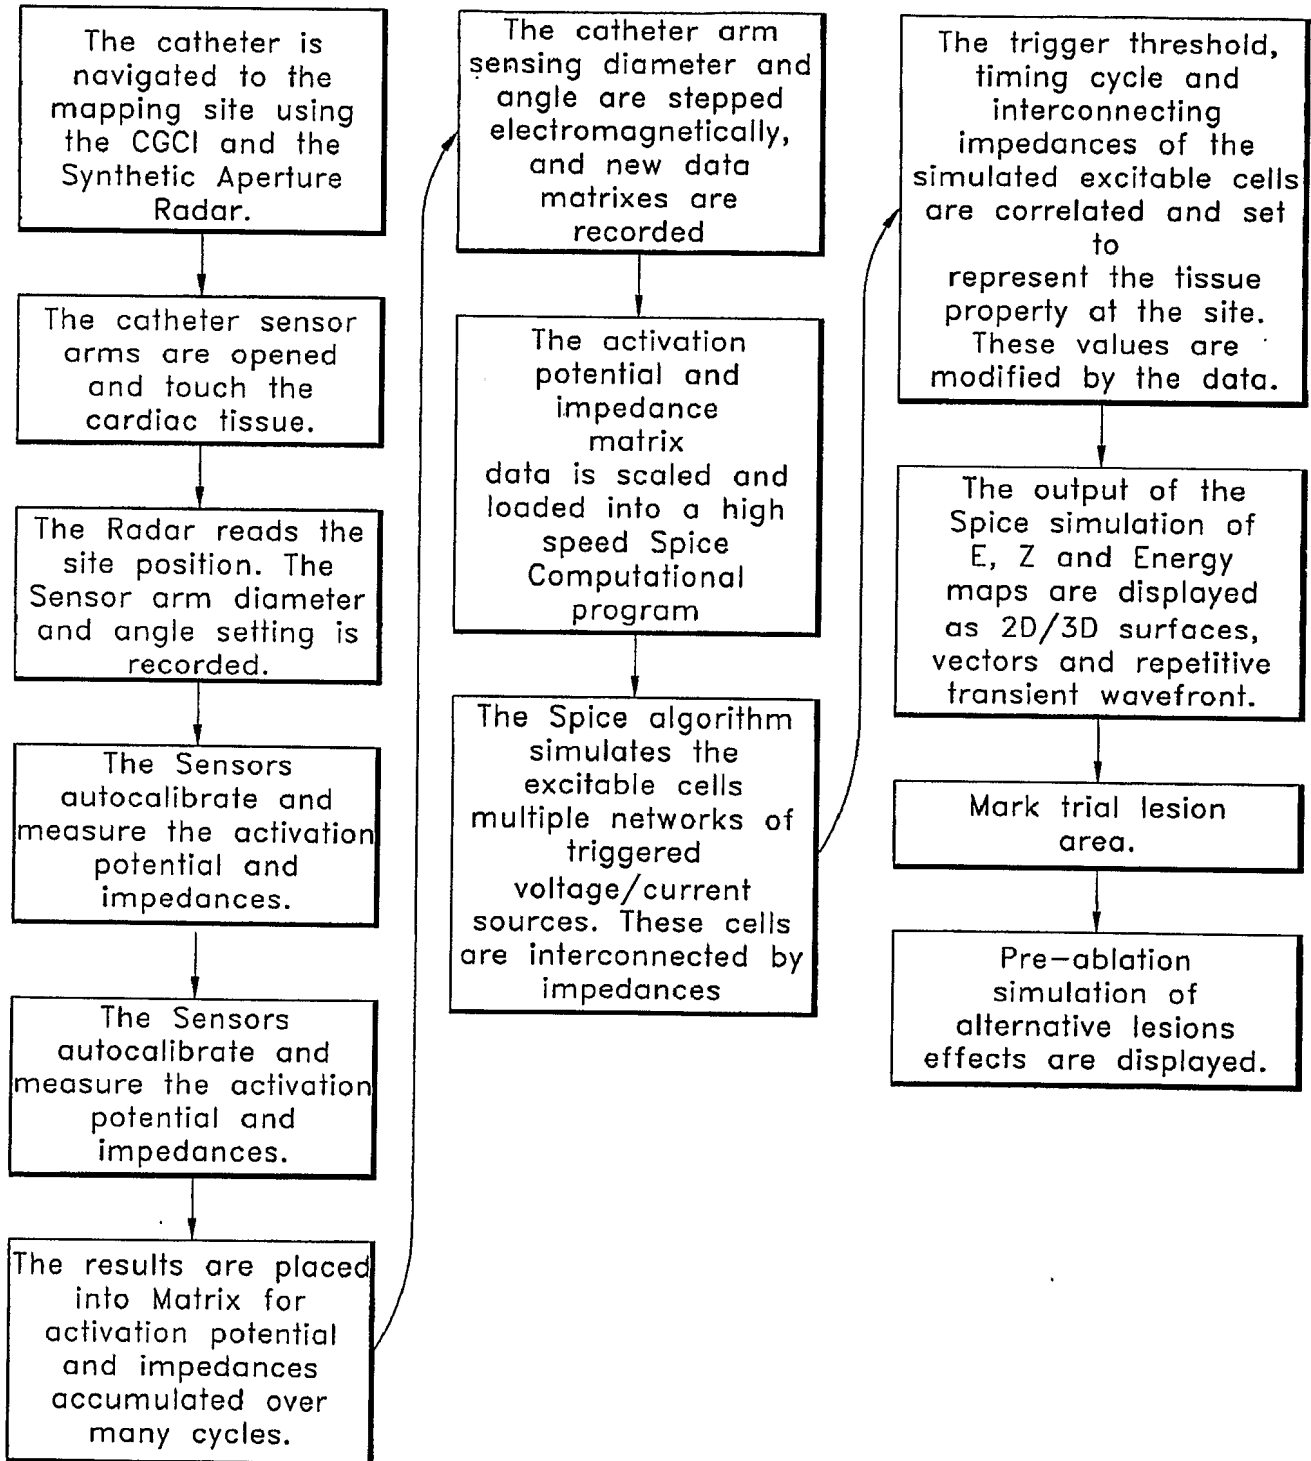 The catheter is
navigated to the
mapping site using
the CGCI and the
Synthetic Aperture
Radar.
The catheter sensor
arms are opened
and touch the
cardiac tissue.
The Radar reads the
site position. The
Sensor arm diameter
and angle setting is
recorded.
The Sensors
autocalibrate and
measure the activation
potential and
impedances.
The Sensors
autocalibrate and
measure the activation
potential and
impedances.
The results are placed
into Matrix for
activation potential
and impedances
accumulated over
many cycles.
The catheter arm
sensing diameter and
angle are stepped
electromagnetically,
and new data
matrixes are
recorded
The activation
potential and
impedance
matrix
data is scaled and
loaded into a high
speed Spice
Computational
program
The Spice algorithm
simulates the
excitable cells
multiple networks of
triggered
voltage/current
sources. These cells
are interconnected by
impedances
The trigger threshold,
timing cycle and
interconnecting
impedances of the
simulated excitable cells
are correlated and set
to
represent the tissue
property at the site.
These values are
modified by the data.
The output of the
Spice simulation of
E, Z and Energy
maps are displayed
as 2D/3D surfaces,
vectors and repetitive
transient wavefront.
Mark trial lesion
area.
Pre-ablation
simulation of
alternative lesions
effects are displayed.